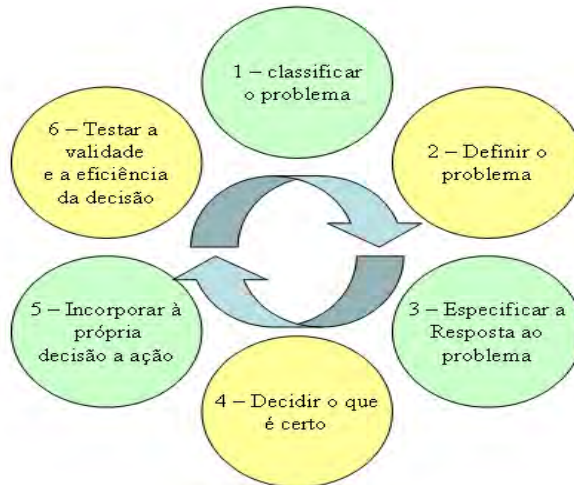 1 – classificar
o problema
2 – Definir o
problema
3 – Especificar a
Resposta ao
problema
4 – Decidir o que
é certo
5 – Incorporar à
própria
decisão a ação
6 – Testar a
validade
e a eficiência
da decisão